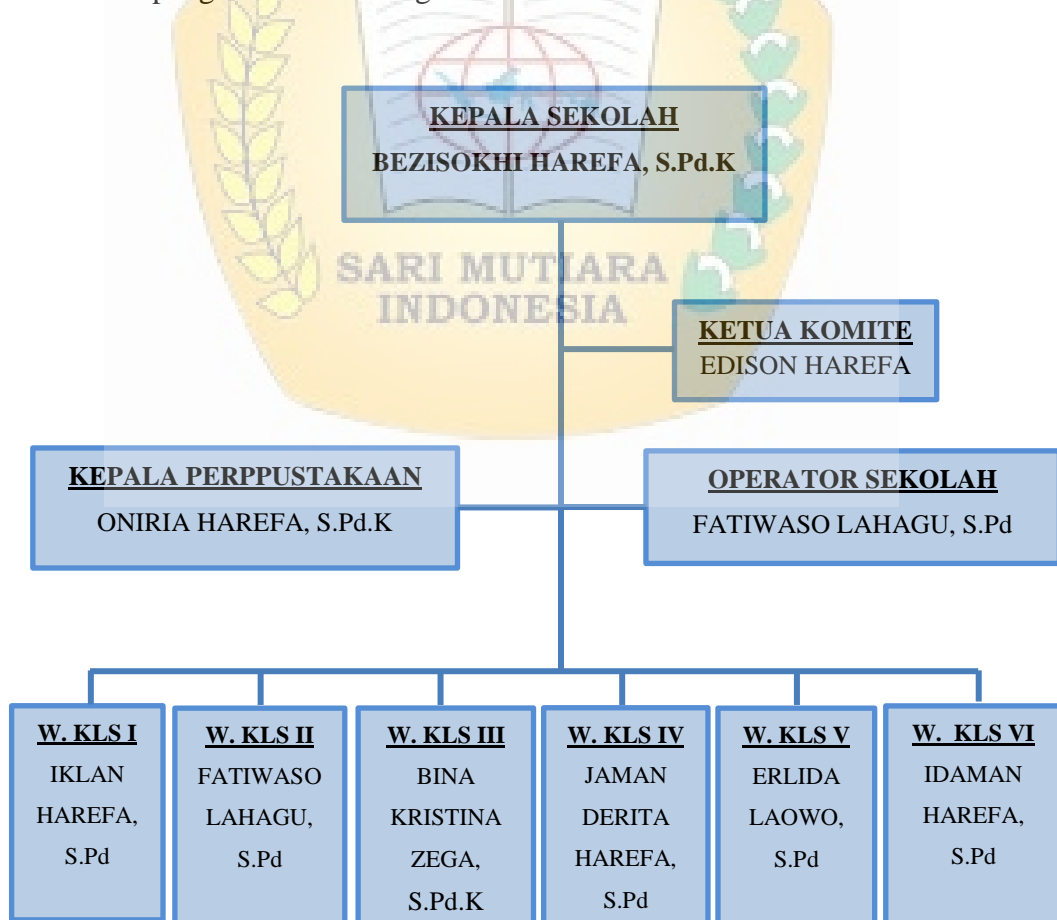 KEPALA SEKOLAH
BEZISOKHI HAREFA, S.Pd.K
SARI MUTIARA
INDONESIA
KETUA KOMITE
EDISON HAREFA
KEPALA PERPPUSTAKAAN
ONIRIA HAREFA, S.Pd.K
OPERATOR SEKOLAH
FATIWASO LAHAGU, S.Pd
W. KLS I
IKLAN
HAREFA,
S.Pd
W. KLS II
FATIWASO
LAHAGU,
S.Pd
W. KLS III
BINA
KRISTINA
ZEGA,
S.Pd.K
W. KLS IV
JAMAN
DERITA
HAREFA,
S.Pd
W. KLS V
ERLIDA
LAOWO,
S.Pd
W. KLS VI
IDAMAN
HAREFA,
S.Pd